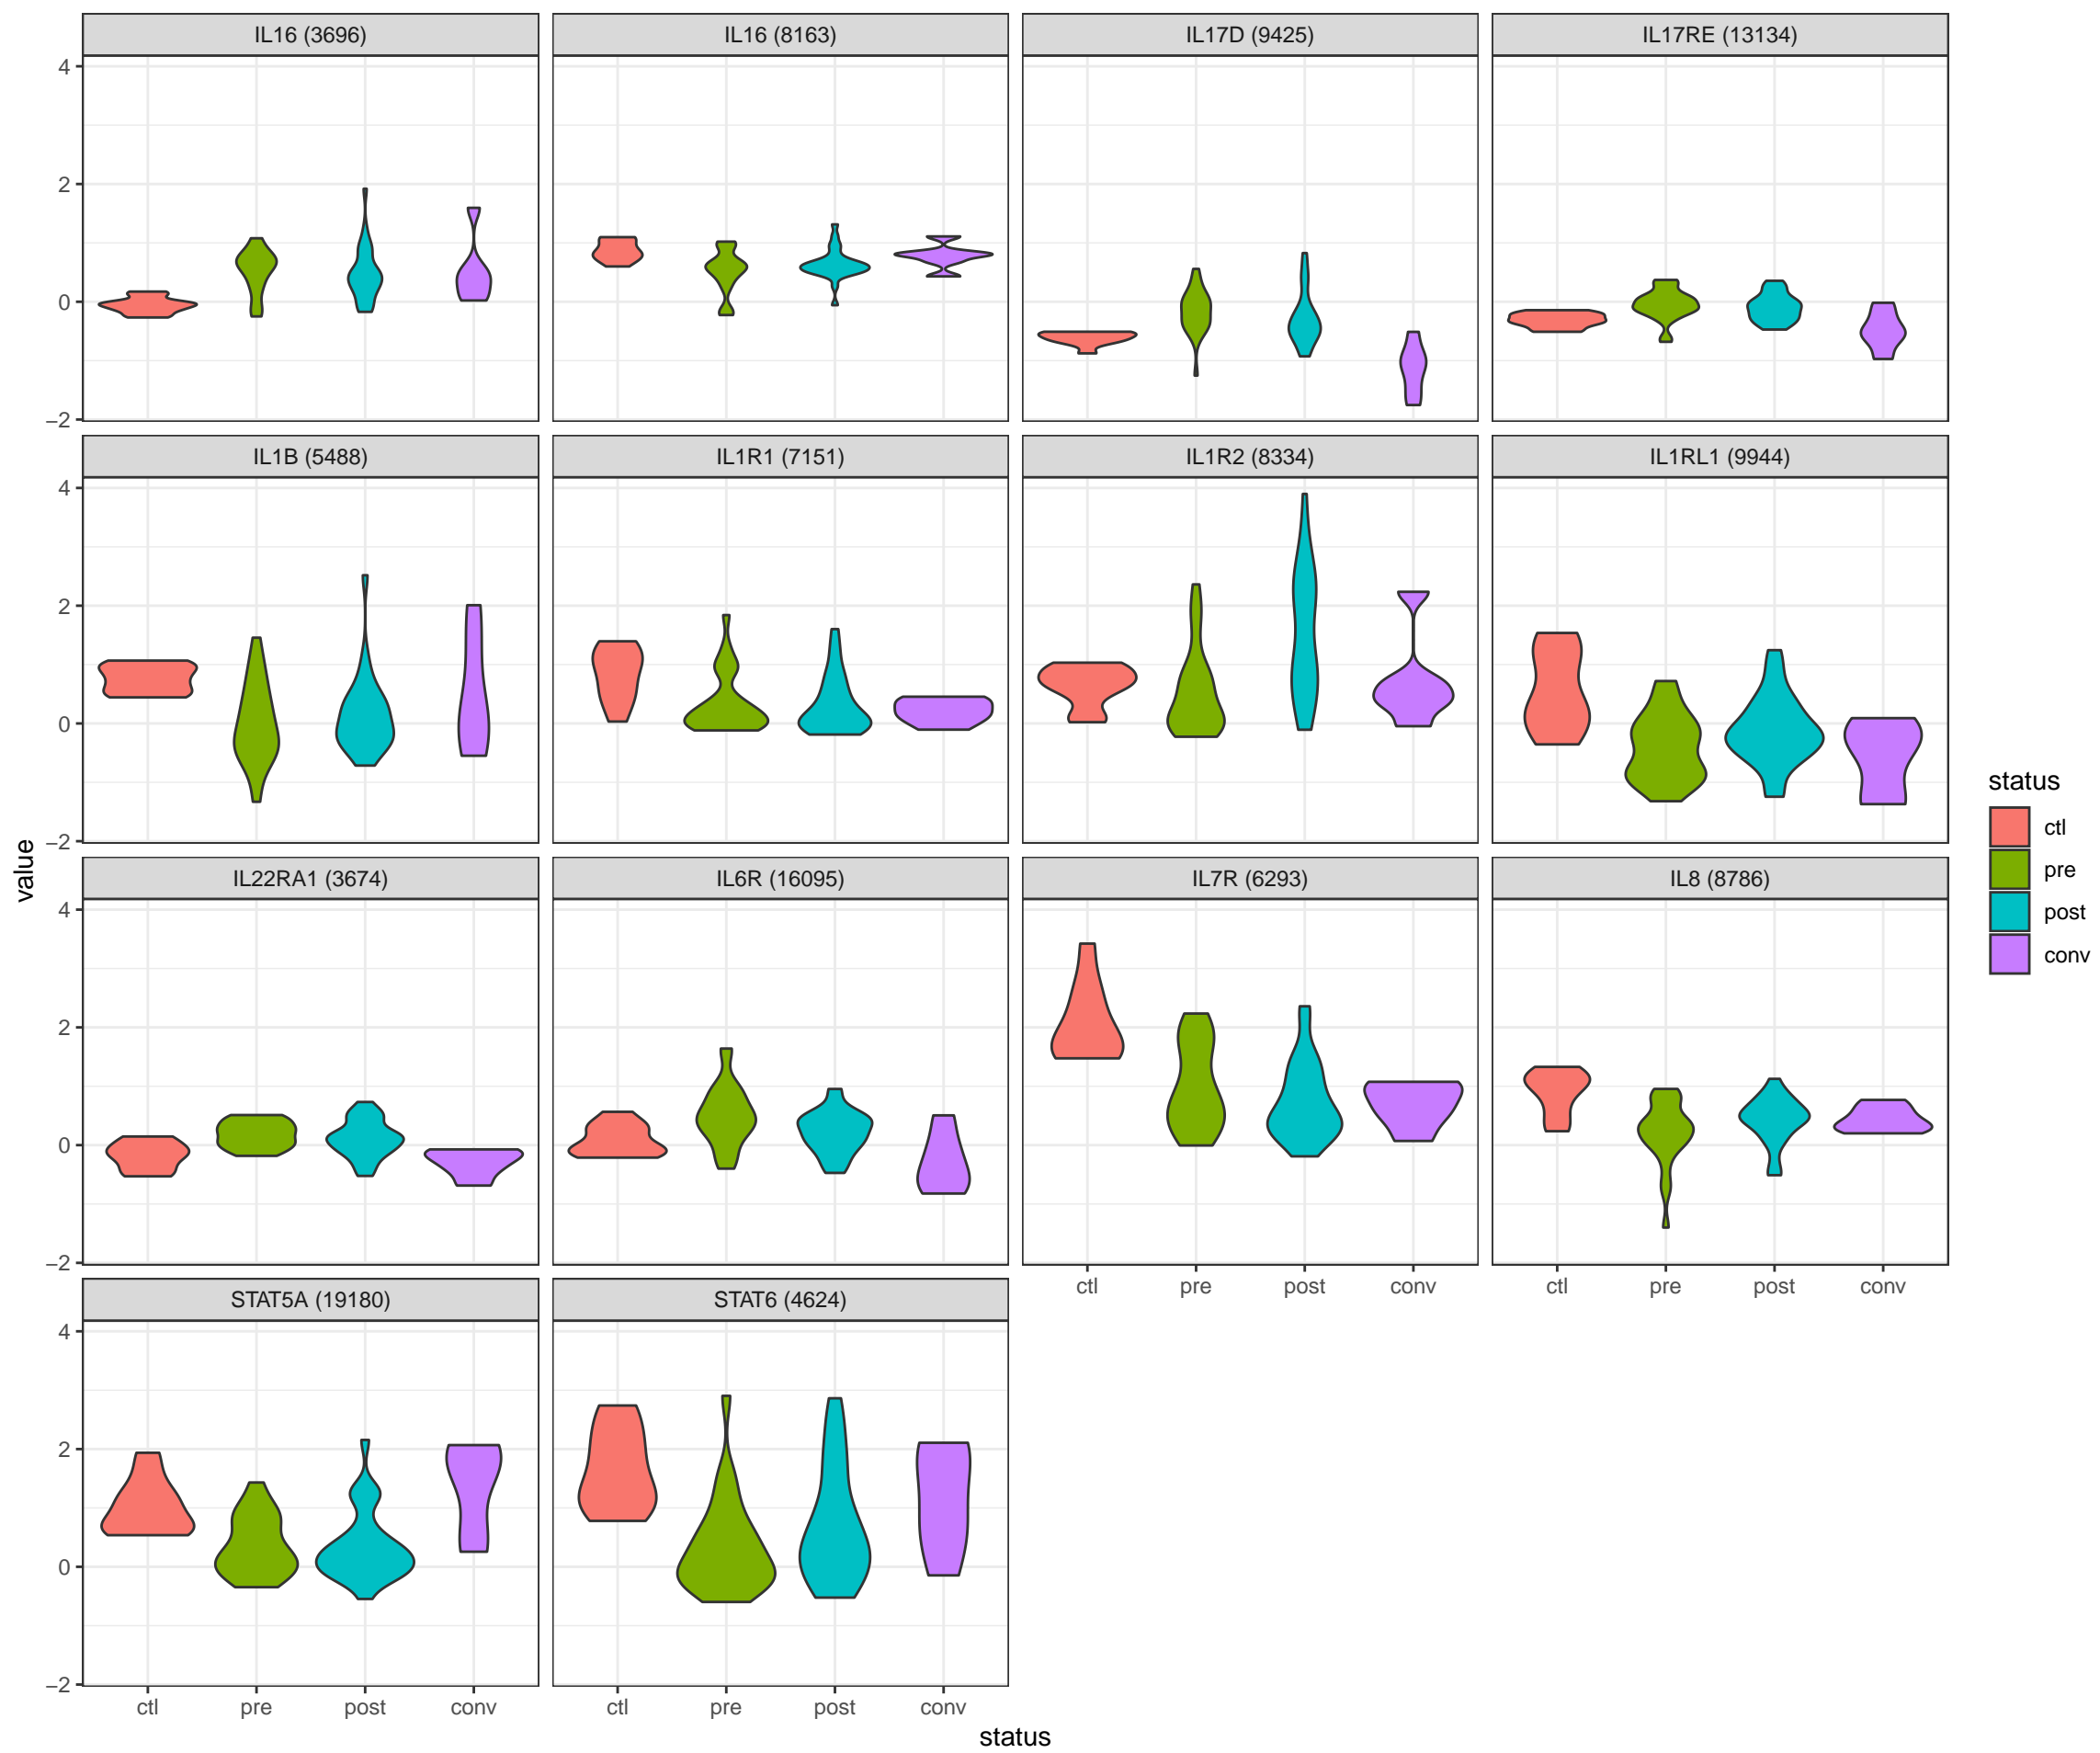 IL16 (3696)
IL16 (8163)
IL17D (9425)
IL17RE (13134)
4
2
0
−2
IL1B (5488)
IL1R1 (7151)
IL1R2 (8334)
IL1RL1 (9944)
4
2
0
−2
IL22RA1 (3674)
IL6R (16095)
IL7R (6293)
IL8 (8786)
4
2
0
−2
ctl pre post conv
ctl pre post conv
STAT5A (19180)
STAT6 (4624)
4
2
0
−2
ctl pre post conv
ctl pre post conv
status
value
status
ctl
pre
post
conv